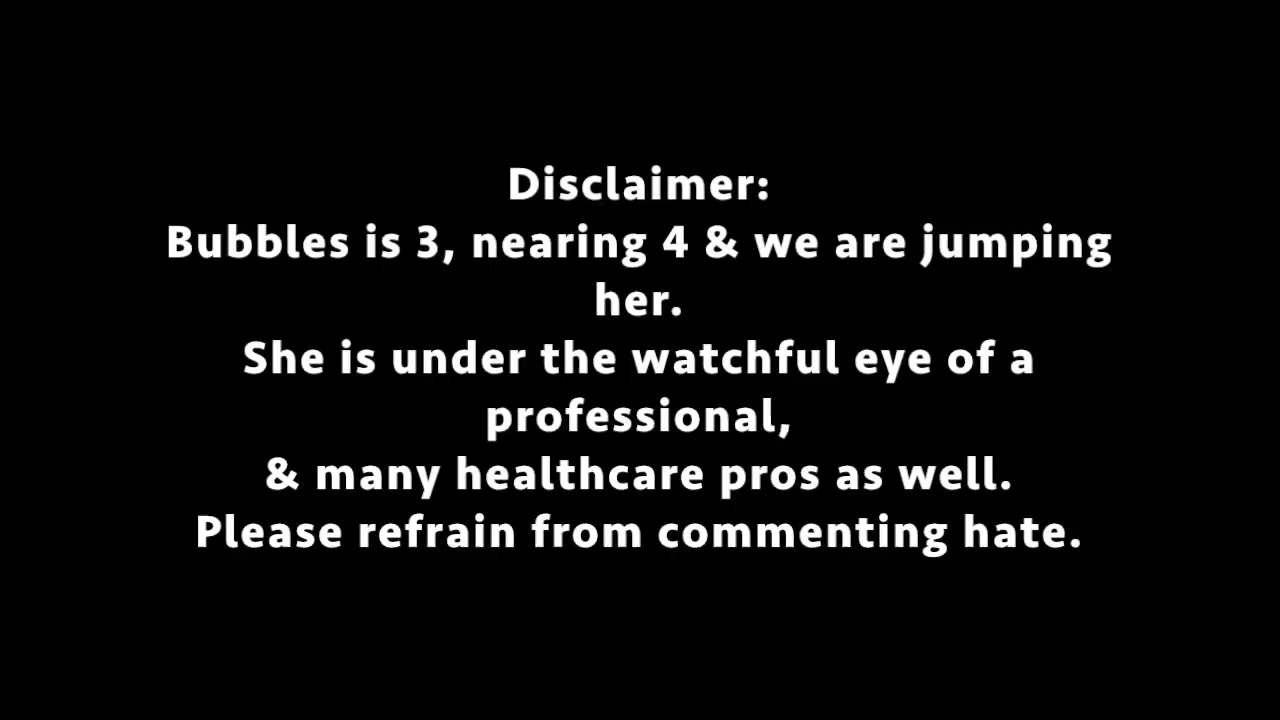 Disclaimer:
Bubbles is 3, nearing 4 & we are jumping
her.
She is under the watchful eye of a
professional,
& many healthcare pros as well.
Please refrain from commenting hate.